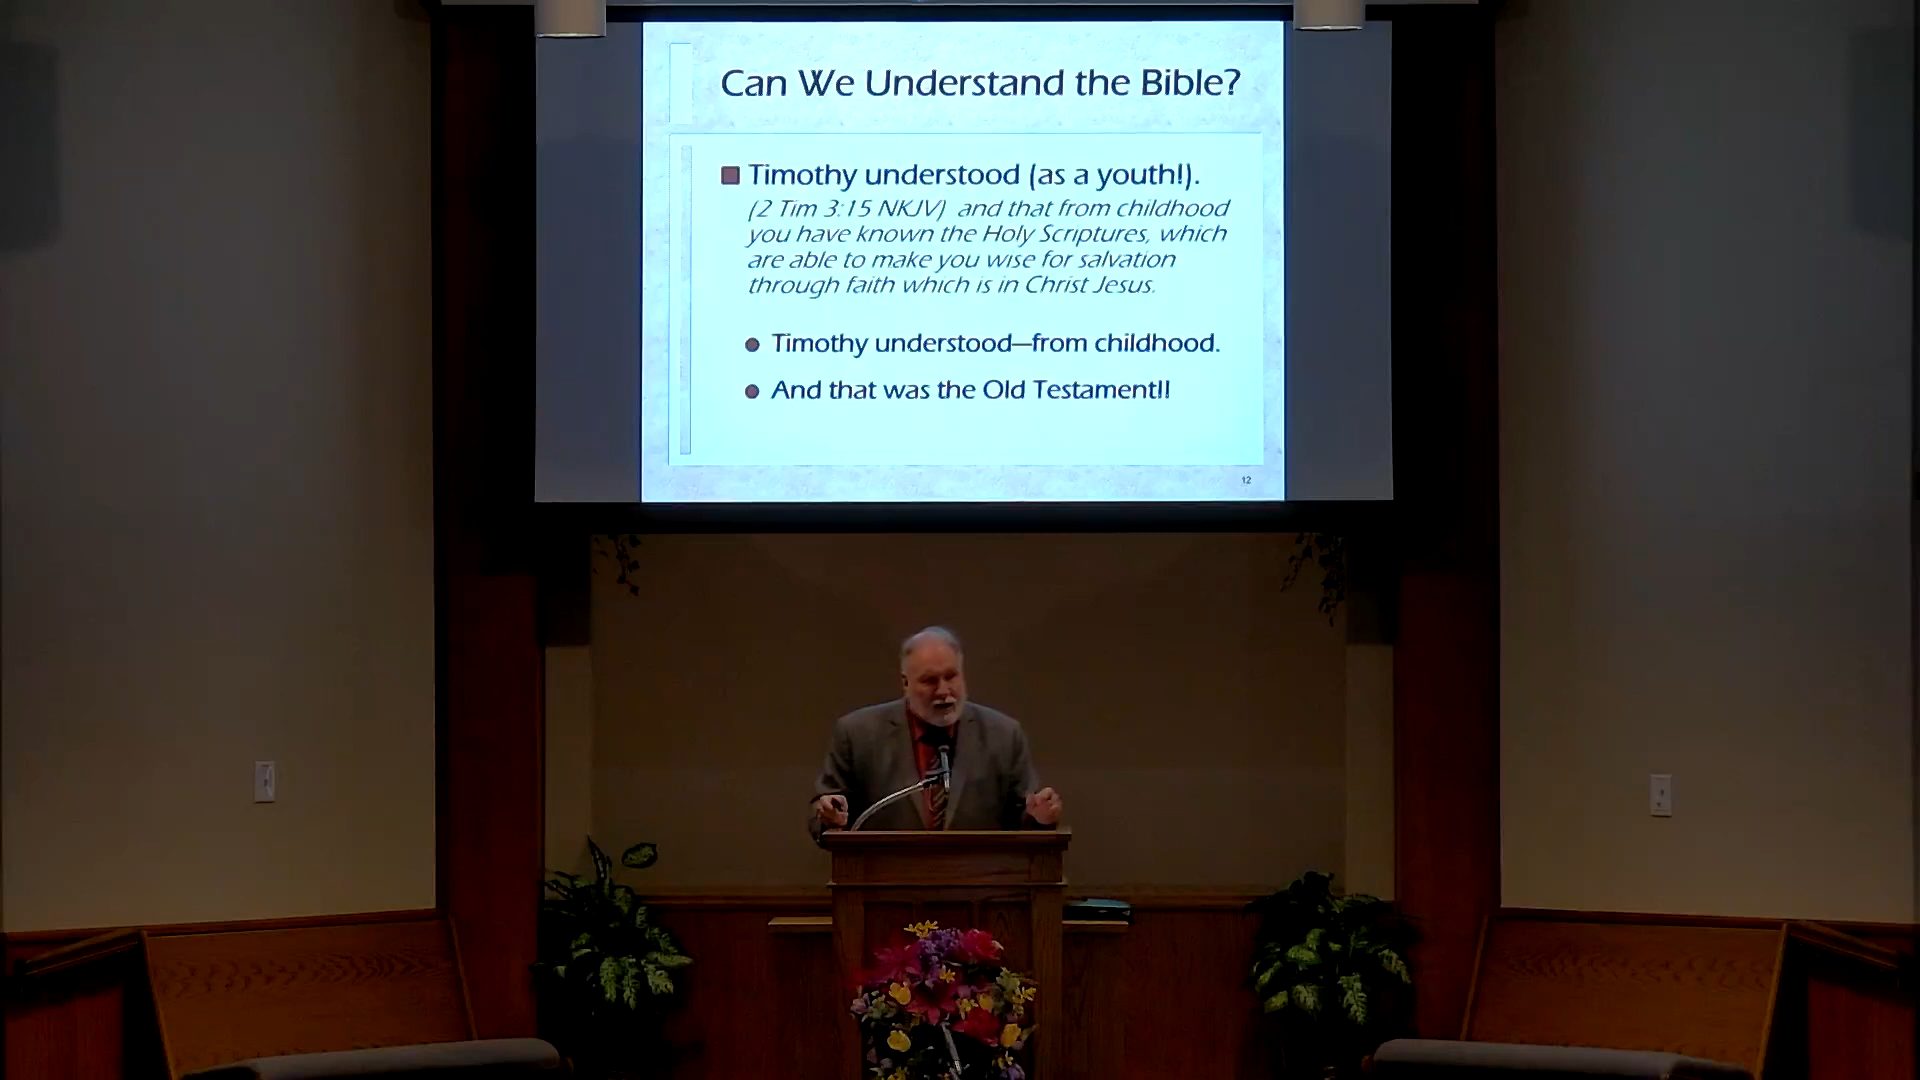 Can We Understand the Bible?
Timothy understood (as a youth!).
(2 Tim 3:15 NKJV) and that from childhood
you have known the Holy Scriptures, which
are able to make you wise for salvation
through faith which is in Christ Jesus.
Timothy understood—from childhood.
And that was the Old Testament!!
12